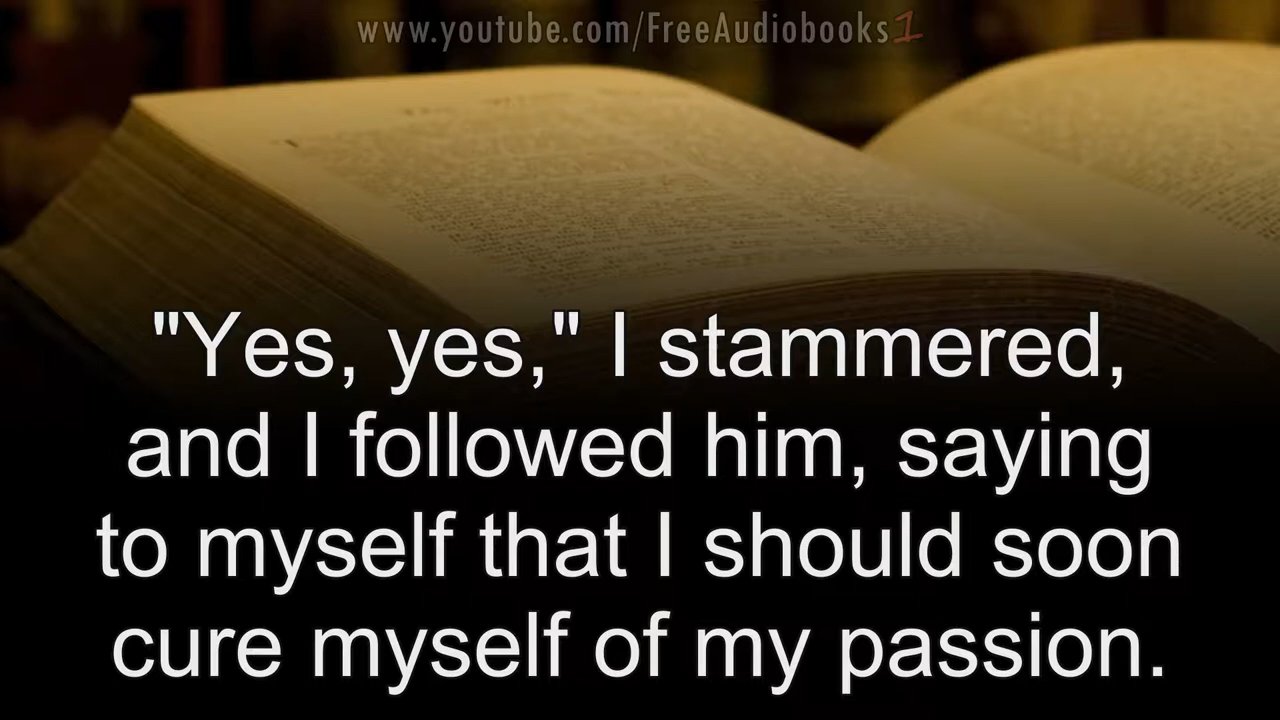 www.youtube.com/FreeAudiobooks1
"Yes, yes," I stammered,
and I followed him, saying
to myself that I should soon
cure myself of my passion.